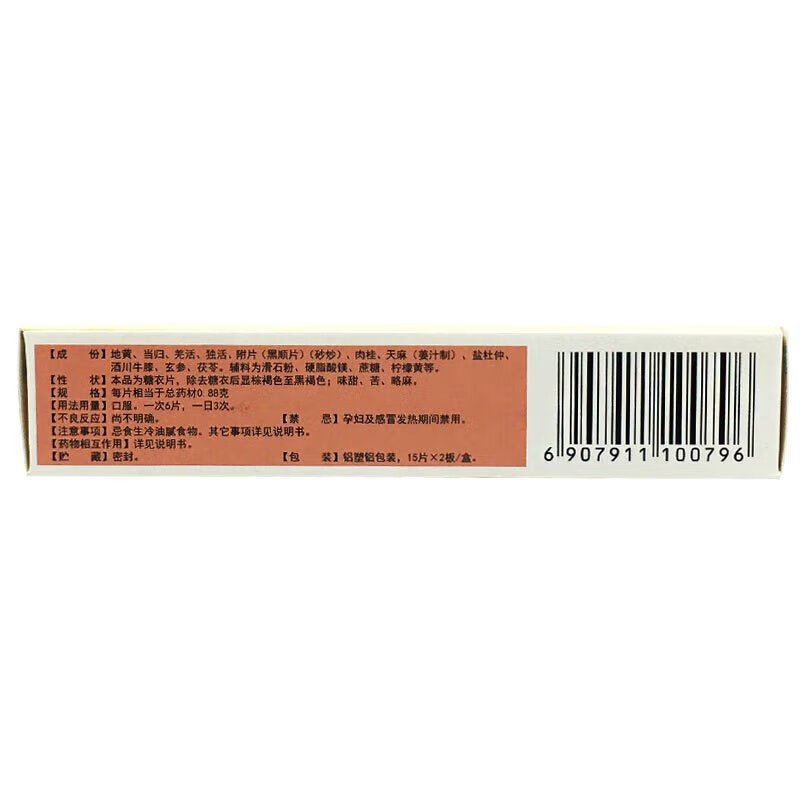 【成　份】地黄、当归、羌活、独活、附片（黑顺片）（砂炒）、肉桂、天麻（姜汁制）、盐杜仲、
酒川牛膝、玄参、茯苓。辅料为滑石粉、硬脂酸镁、蔗糖、柠檬黄等。
【性　状】本品为糖衣片，除去糖衣后显棕褐色至黑褐色；味甜、苦、略麻。
【规　格】每片相当于总药材0.88克
【用法用量】口服。一次6片，一日3次。
【不良反应】尚不明确。　【禁　忌】孕妇及感冒发热期间禁用。
【注意事项】忌食生冷油腻食物、其它事项详见说明书。
【药物相互作用】详见说明书。
【贮　藏】密封。　【包　装】铝塑铝包装，15片×2板/盒。
6 907911 100796